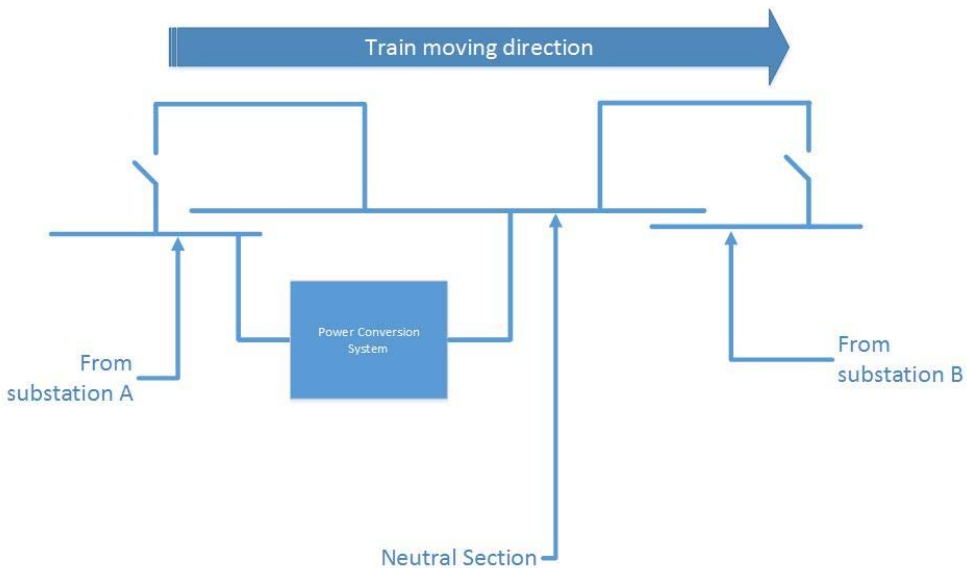 Train moving direction
Power Conversion
System
From
substation A
From
substation B
Neutral Section